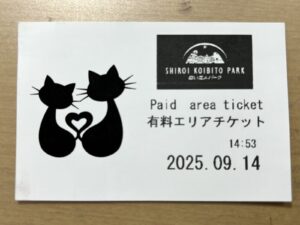 SHIROI KOIBITO PARK
白い恋人パーク
Paid area ticket
有料エリアチケット
14:53
2025.09.14